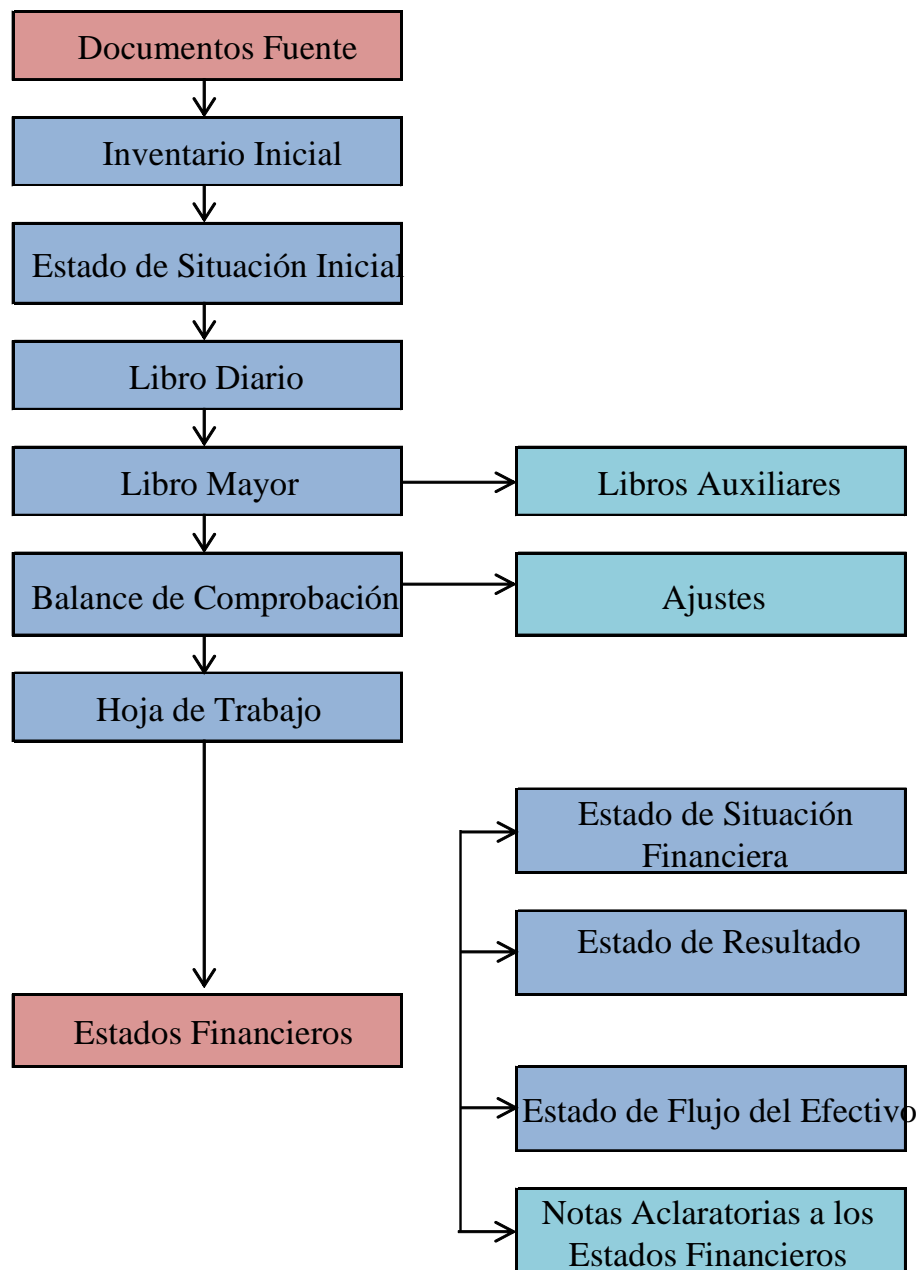 Documentos Fuente
Inventario Inicial
Estado de Situación Inicial
Libro Diario
Libro Mayor
Libros Auxiliares
Balance de Comprobación
Ajustes
Hoja de Trabajo
Estado de Situación
Financiera
Estado de Resultado
Estados Financieros
Estado de Flujo del Efectivo
Notas Aclaratorias a los
Estados Financieros